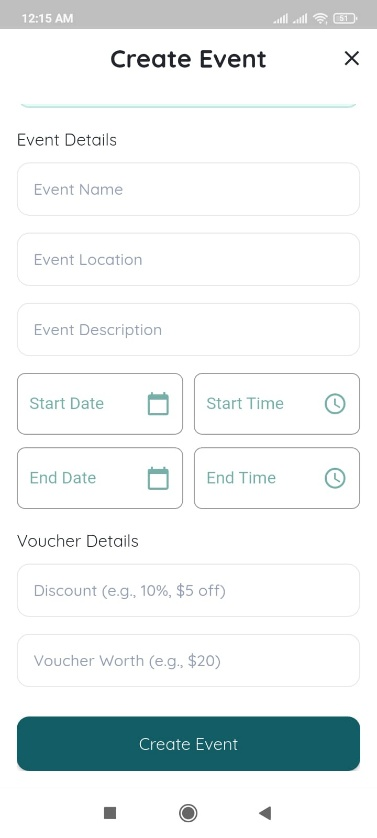 12:15 AM 51
Create Event
Event Details
Event Name
Event Location
Event Description
Start Date Start Time
End Date End Time
Voucher Details
Discount (e.g., 10%, $5 off)
Voucher Worth (e.g., $20)
Create Event